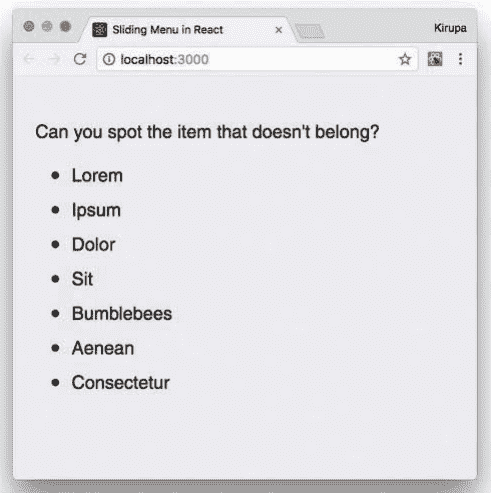 Sliding Menu in React
Kirupa
localhost:3000
Can you spot the item that doesn't belong?
• Lorem
• Ipsum
• Dolor
• Sit
• Bumblebees
• Aenean
• Consectetur